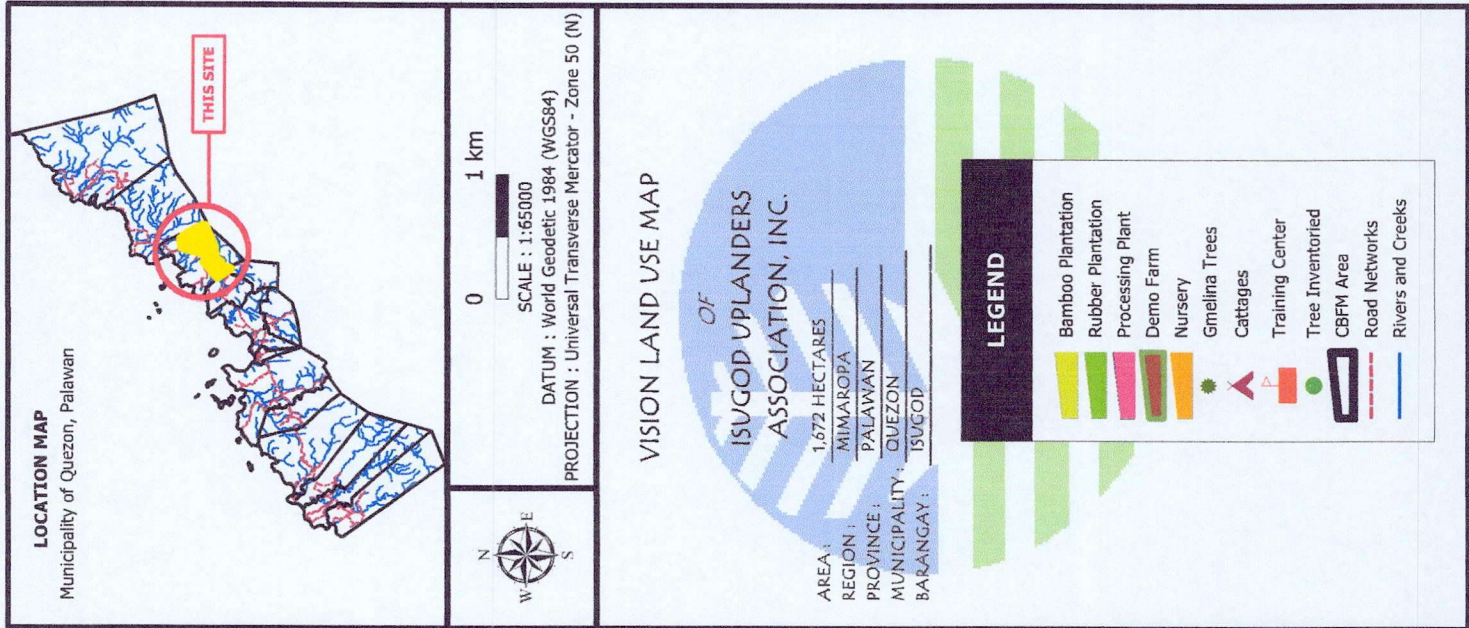 LOCATION MAP
Municipality of Quezon, Palawan
THIS SITE
N
W
E
S
0 1 km
SCALE : 1:65000
DATUM : World Geodetic 1984 (WGS84)
PROJECTION : Universal Transverse Mercator - Zone 50 (N)
VISION LAND USE MAP
OF
ISUGOD UPLANDERS
ASSOCIATION, INC.
AREA : 1,672 HECTARES
REGION : MIMAROPA
PROVINCE : PALAWAN
MUNICIPALITY : QUEZON
BARANGAY : ISUGOD
LEGEND
Bamboo Plantation
Rubber Plantation
Processing Plant
Demo Farm
Nursery
Gmelina Trees
Cattages
Training Center
Tree Inventoried
CBFM Area
Road Networks
Rivers and Creeks